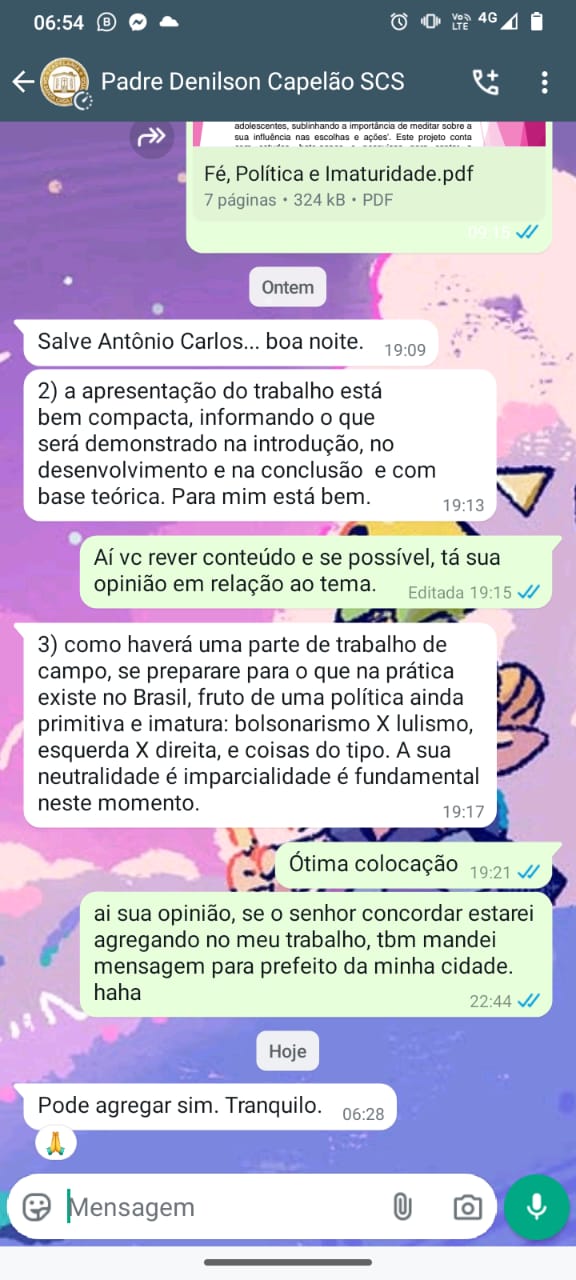 06:54
4G
Vo)) LTE
Padre Denilson Capelão SCS
adolescentes, sublinhando a importância de meditar sobre a
sua influência nas escolhas e ações'. Este projeto conta
Fé, Política e Imaturidade.pdf
7 páginas • 324 kB • PDF
09:15
Ontem
Salve Antônio Carlos... boa noite. 19:09
2) a apresentação do trabalho está
bem compacta, informando o que
será demonstrado na introdução, no
desenvolvimento e na conclusão e com
base teórica. Para mim está bem. 19:13
Aí vc rever conteúdo e se possível, tá sua
opinião em relação ao tema. Editada 19:15
3) como haverá uma parte de trabalho de
campo, se preparare para o que na prática
existe no Brasil, fruto de uma política ainda
primitiva e imatura: bolsonarismo X lulismo,
esquerda X direita, e coisas do tipo. A sua
neutralidade é imparcialidade é fundamental
neste momento. 19:17
Ótima colocação 19:21
ai sua opinião, se o senhor concordar estarei
agregando no meu trabalho, tbm mandei
mensagem para prefeito da minha cidade.
haha 22:44
Hoje
Pode agregar sim. Tranquilo. 06:28
Mensagem